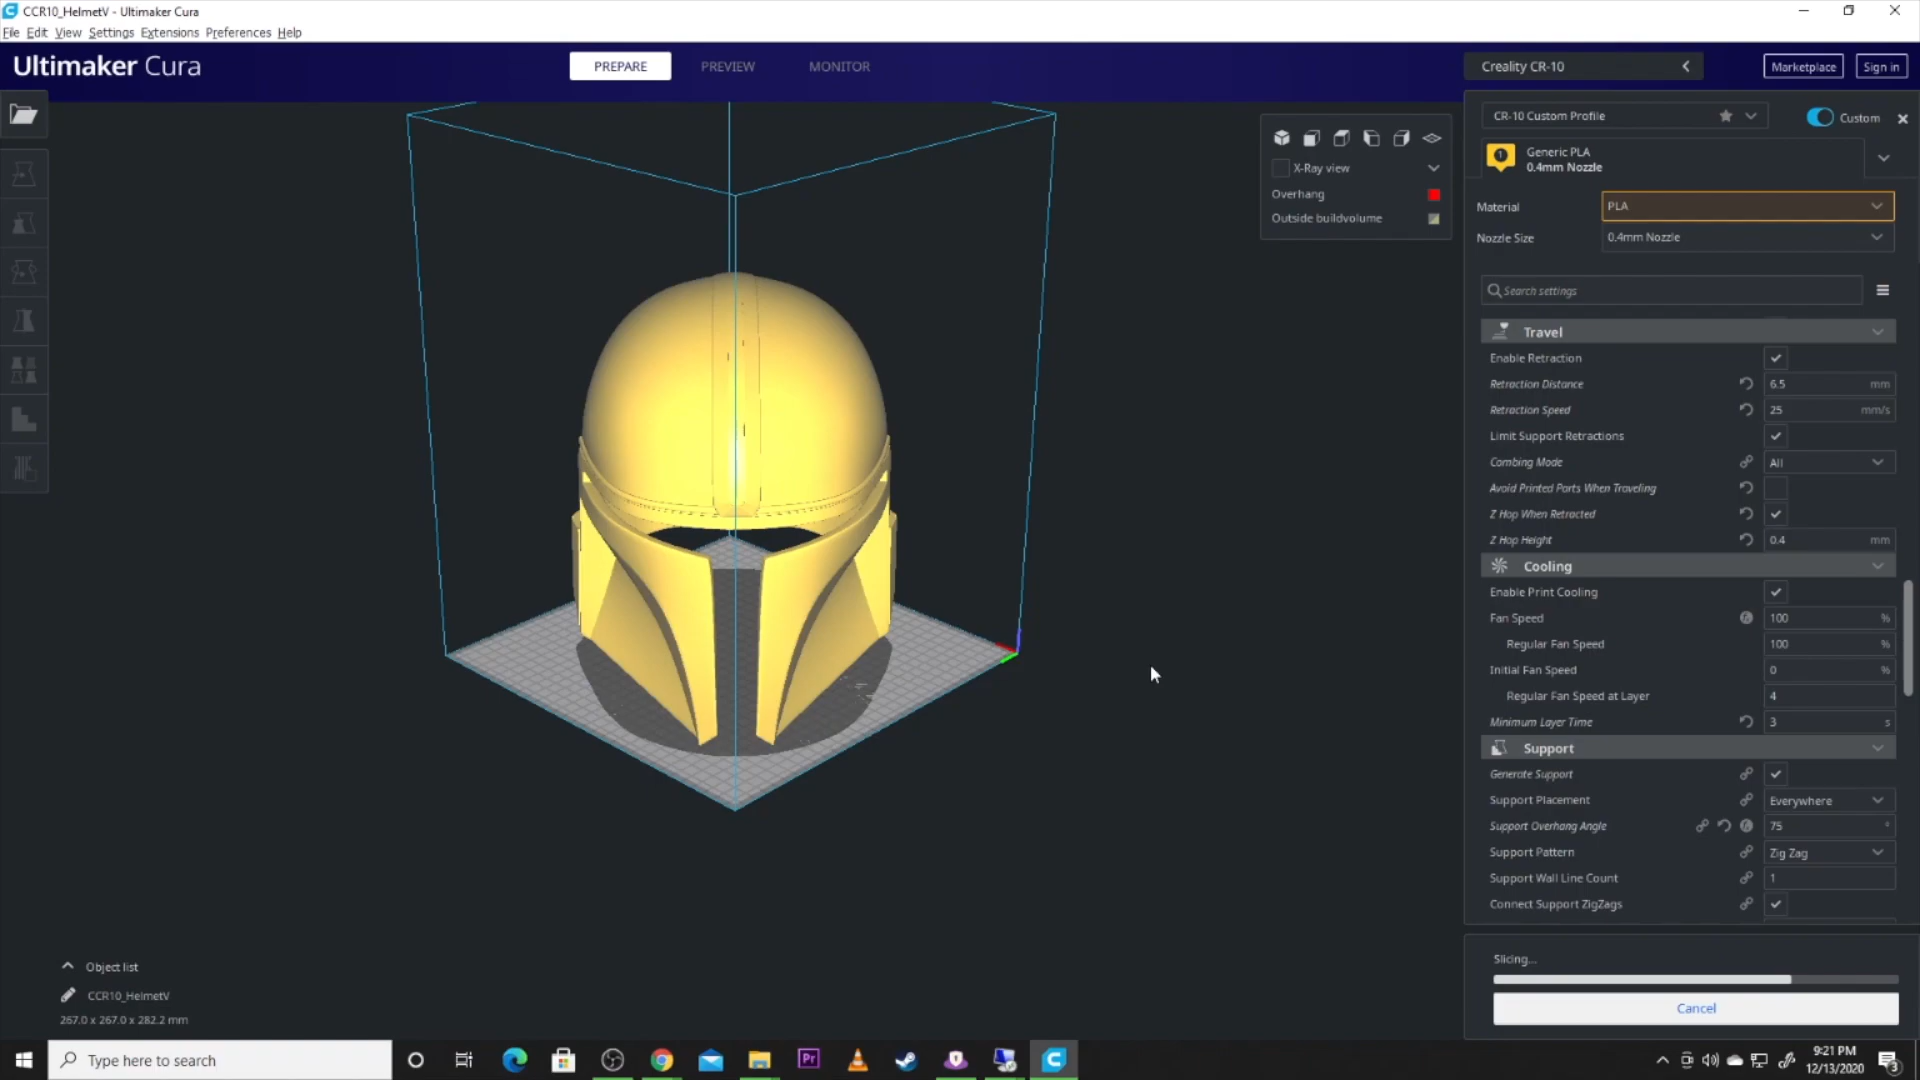 CCR10_HelmetV - Ultimaker Cura
File Edit View Settings Extensions Preferences Help
Ultimaker Cura
PREPARE
PREVIEW
MONITOR
Creality CR-10
Marketplace
Sign in
CR-10 Custom Profile
Custom
1
Generic PLA
0.4mm Nozzle
X-Ray view
Overhang
Outside buildvolume
Material
PLA
Nozzle Size
0.4mm Nozzle
Search settings
Travel
Enable Retraction
Retraction Distance 6.5 mm
Retraction Speed 25 mm/s
Limit Support Retractions
Combing Mode All
Avoid Printed Parts When Traveling
Z Hop When Retracted
Z Hop Height 0.4 mm
Cooling
Enable Print Cooling
Fan Speed 100 %
Regular Fan Speed 100 %
Initial Fan Speed 0 %
Regular Fan Speed at Layer 4
Minimum Layer Time 3 s
Support
Generate Support
Support Placement Everywhere
Support Overhang Angle 75 °
Support Pattern Zig Zag
Support Wall Line Count 1
Connect Support ZigZags
Slicing...
Cancel
Object list
CCR10_HelmetV
267.0 x 267.0 x 282.2 mm
Type here to search
Pr
9:21 PM
12/13/2020
3